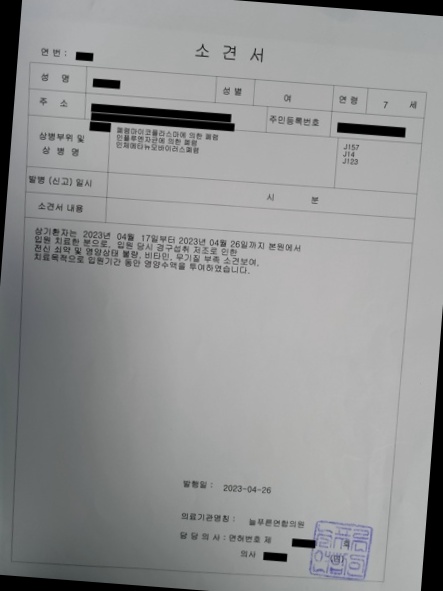 소 견 서
연 번 :
성 명 성 별 여 연 령 7 세
주 소 주민등록번호
상병부위 및
상 병 명
폐렴마이코플라스마에 의한 폐렴 J157
인플루엔자균에 의한 폐렴 J14
인체메타뉴모바이러스폐렴 J123
발병 (신고) 일시 시 분
소견서 내용
상기환자는 2023년 04월 17일부터 2023년 04월 26일까지 본원에서
입원 치료한 분으로, 입원 당시 경구섭취 저조로 인한
전신 쇠약 및 영양상태 불량, 비타민, 무기질 부족 소견보여,
치료목적으로 입원기간 동안 영양수액을 투여하였습니다.
발행일 : 2023-04-26
의료기관명칭 : 늘푸른연합의원
담 당 의 사 : 면허번호 제
의사 (인)